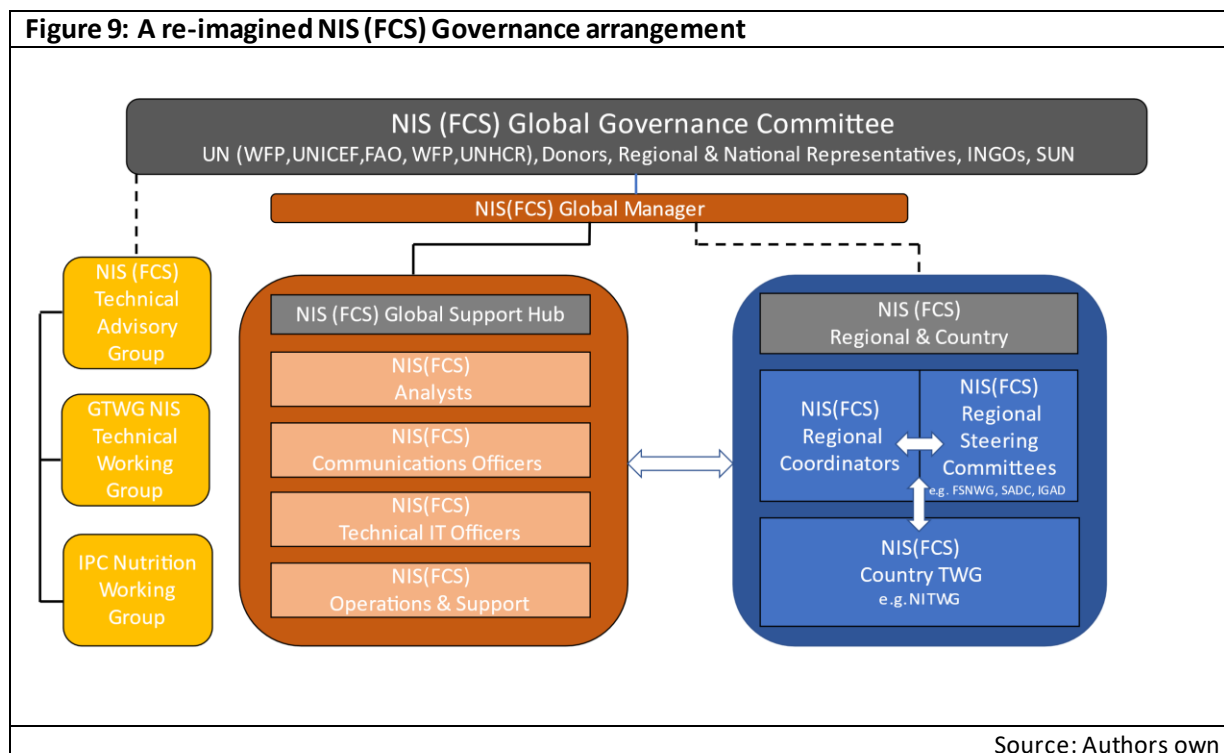 Figure 9: A re-imagined NIS (FCS) Governance arrangement
NIS (FCS) Global Governance Committee
UN (WFP,UNICEF,FAO, WFP,UNHCR), Donors, Regional & National Representatives, INGOs, SUN
NIS(FCS) Global Manager
NIS (FCS)
Technical
Advisory
Group
GTWG NIS
Technical
Working
Group
IPC Nutrition
Working
Group
NIS (FCS) Global Support Hub
NIS(FCS)
Analysts
NIS(FCS)
Communications Officers
NIS(FCS)
Technical IT Officers
NIS(FCS)
Operations & Support
NIS (FCS)
Regional & Country
NIS(FCS)
Regional
Coordinators
NIS(FCS)
Regional
Steering
Committees
e.g. FSNWG, SADC, IGAD
NIS(FCS)
Country TWG
e.g. NITWG
Source: Authors own